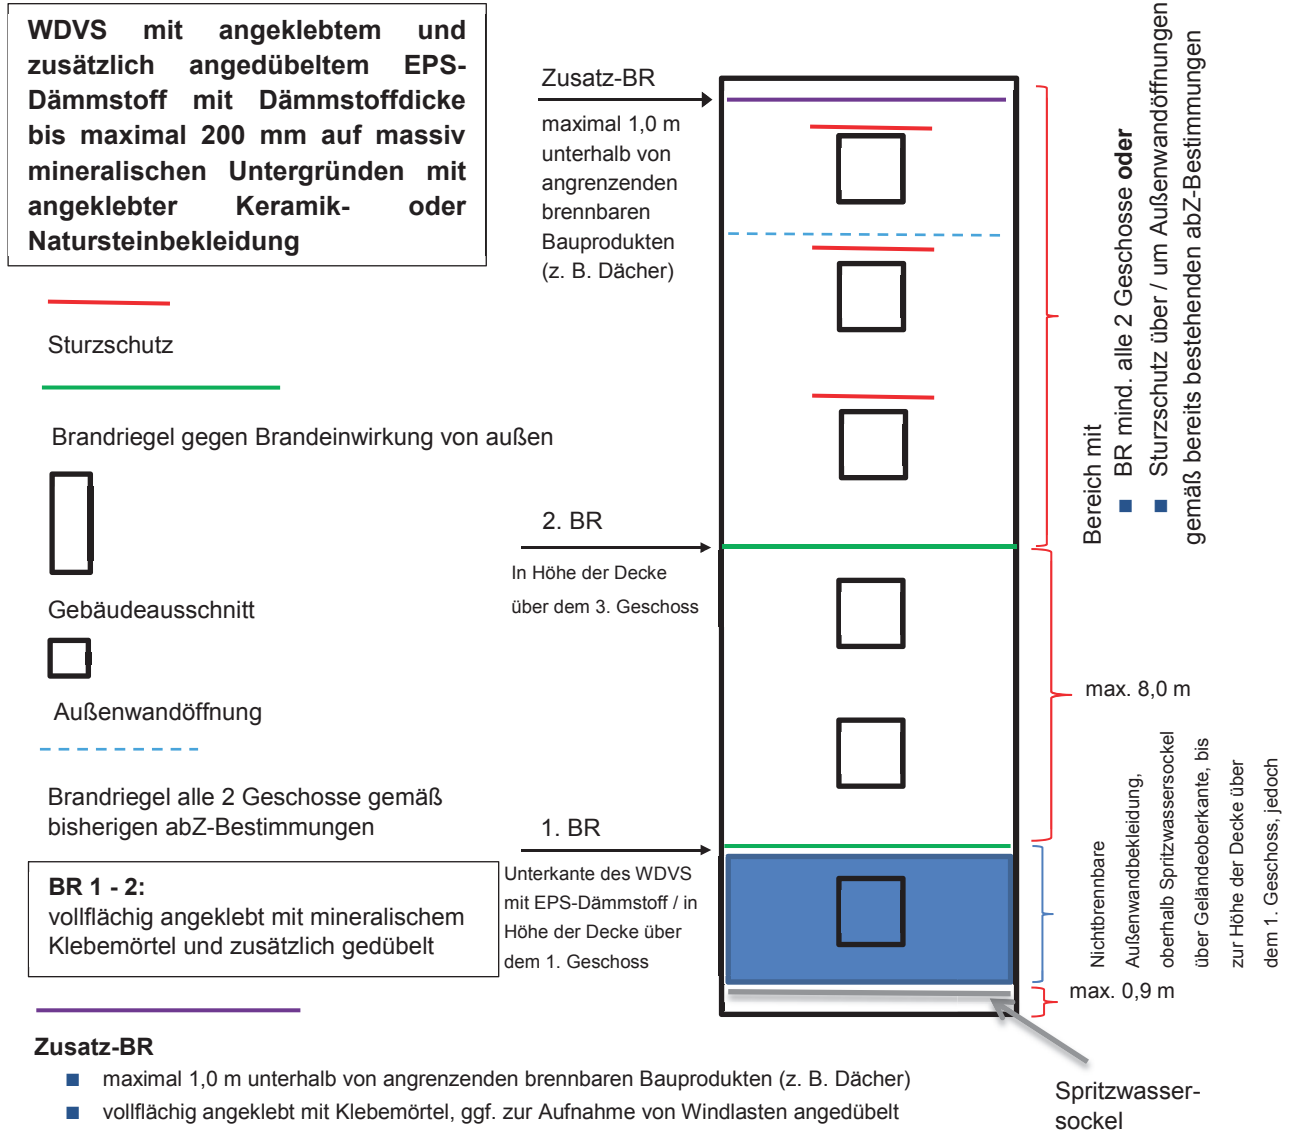 WDVS mit angeklebtem und
zusätzlich angedübeltem EPS-
Dämmstoff mit Dämmstoffdicke
bis maximal 200 mm auf massiv
mineralischen Untergründen mit
angeklebter Keramik- oder
Natursteinbekleidung
Sturzschutz
Brandriegel gegen Brandeinwirkung von außen
Gebäudeausschnitt
Außenwandöffnung
Brandriegel alle 2 Geschosse gemäß
bisherigen abZ-Bestimmungen
BR 1 - 2:
vollflächig angeklebt mit mineralischem
Klebemörtel und zusätzlich gedübelt
Zusatz-BR
maximal 1,0 m
unterhalb von
angrenzenden
brennbaren
Bauprodukten
(z. B. Dächer)
2. BR
In Höhe der Decke
über dem 3. Geschoss
1. BR
Unterkante des WDVS
mit EPS-Dämmstoff / in
Höhe der Decke über
dem 1. Geschoss
Bereich mit
■ BR mind. alle 2 Geschosse oder
■ Sturzschutz über / um Außenwandöffnungen
gemäß bereits bestehenden abZ-Bestimmungen
max. 8,0 m
Nichtbrennbare
Außenwandbekleidung,
oberhalb Spritzwassersockel
über Geländeoberkante, bis
zur Höhe der Decke über
dem 1. Geschoss, jedoch
max. 0,9 m
Spritzwasser-
sockel
Zusatz-BR
■ maximal 1,0 m unterhalb von angrenzenden brennbaren Bauprodukten (z. B. Dächer)
■ vollflächig angeklebt mit Klebemörtel, ggf. zur Aufnahme von Windlasten angedübelt